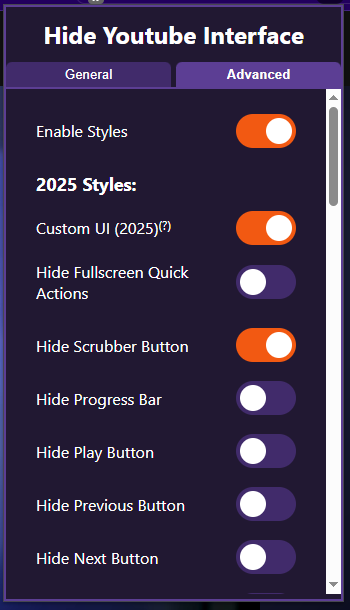 Hide Youtube Interface
General
Advanced
Enable Styles
2025 Styles:
Custom UI (2025)(?)
Hide Fullscreen Quick
Actions
Hide Scrubber Button
Hide Progress Bar
Hide Play Button
Hide Previous Button
Hide Next Button